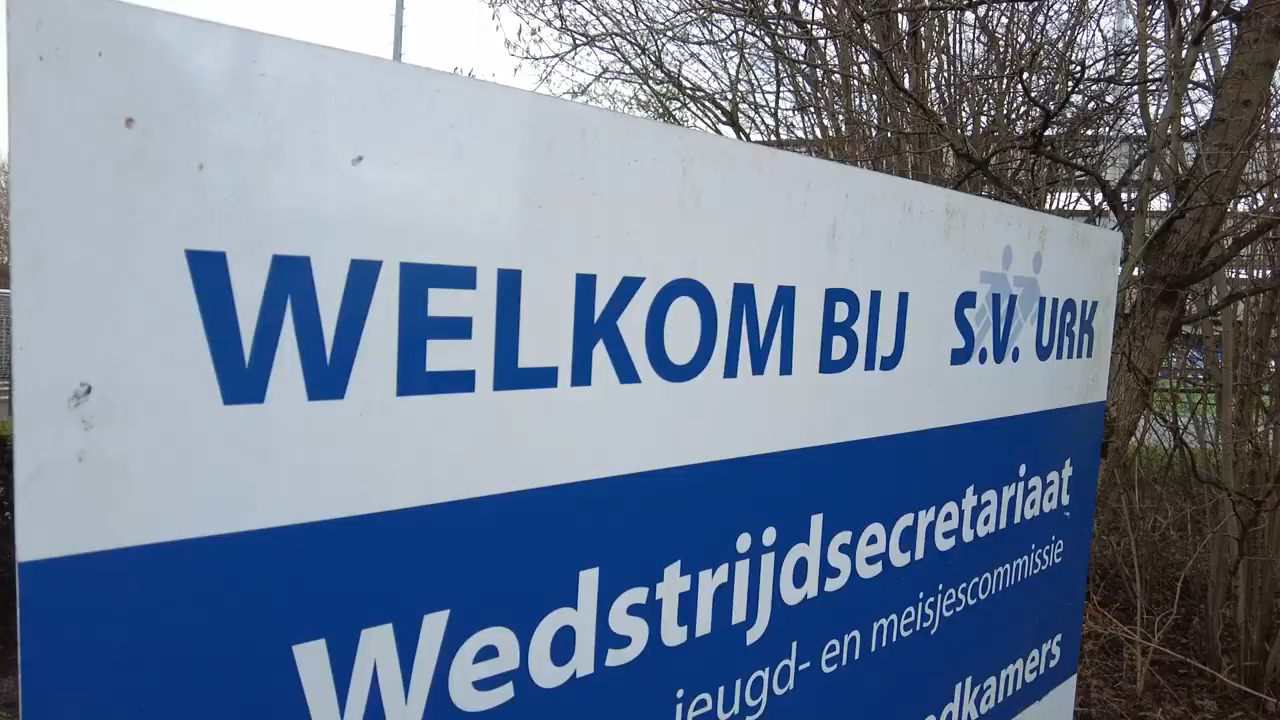 WELKOM BIJ S.V. URK
Wedstrijdsecretariaat
jeugd- en meisjescommissie